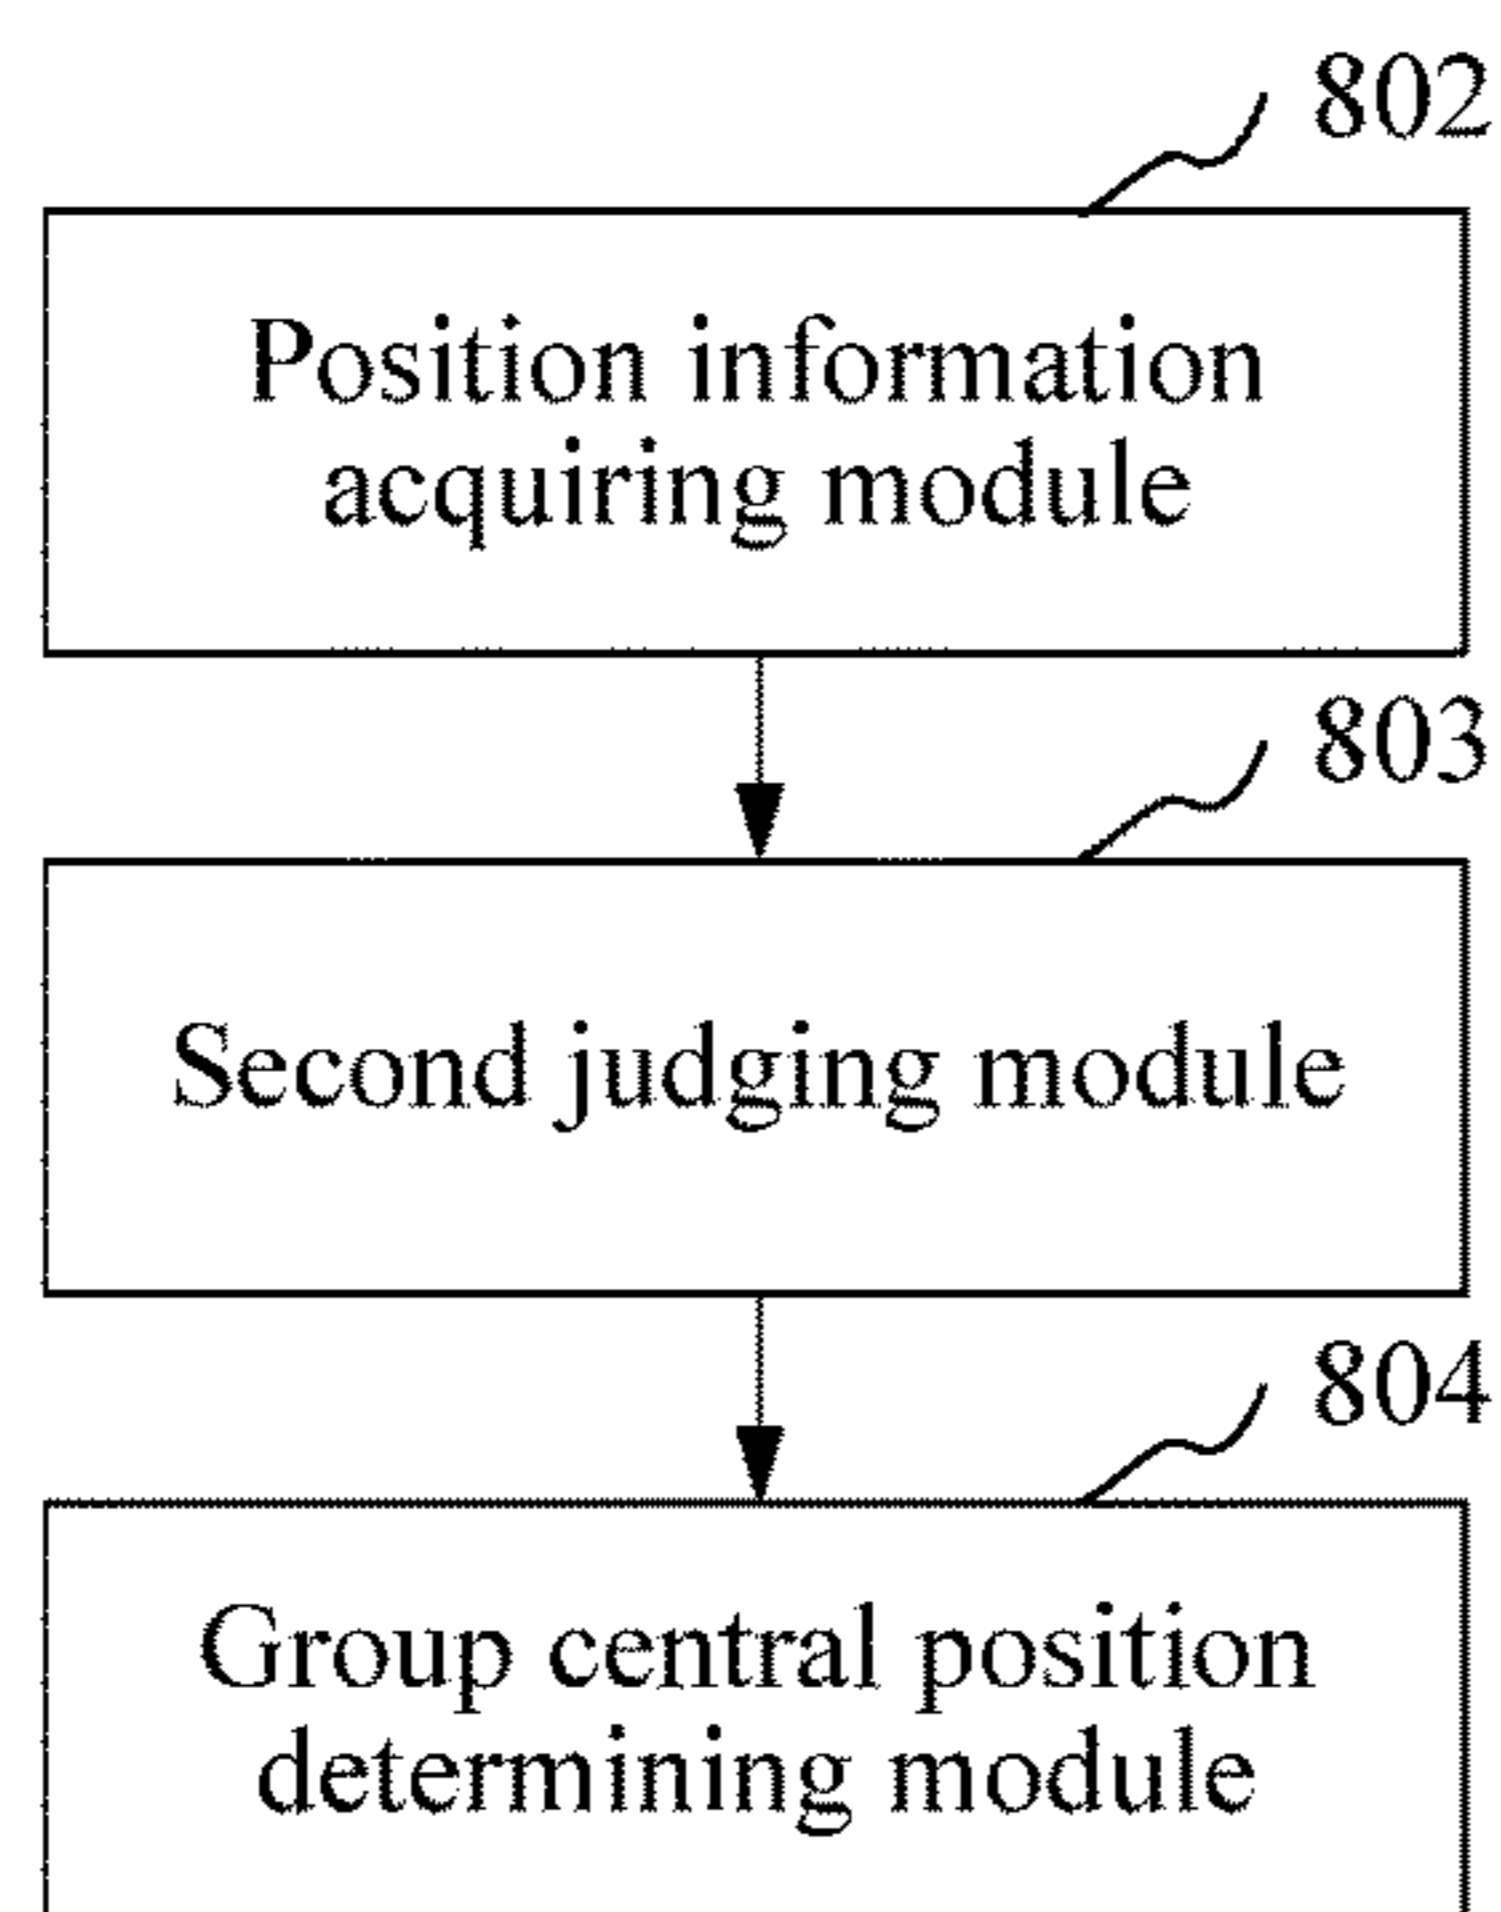 802
Position information
acquiring module
803
Second judging module
804
Group central position
determining module